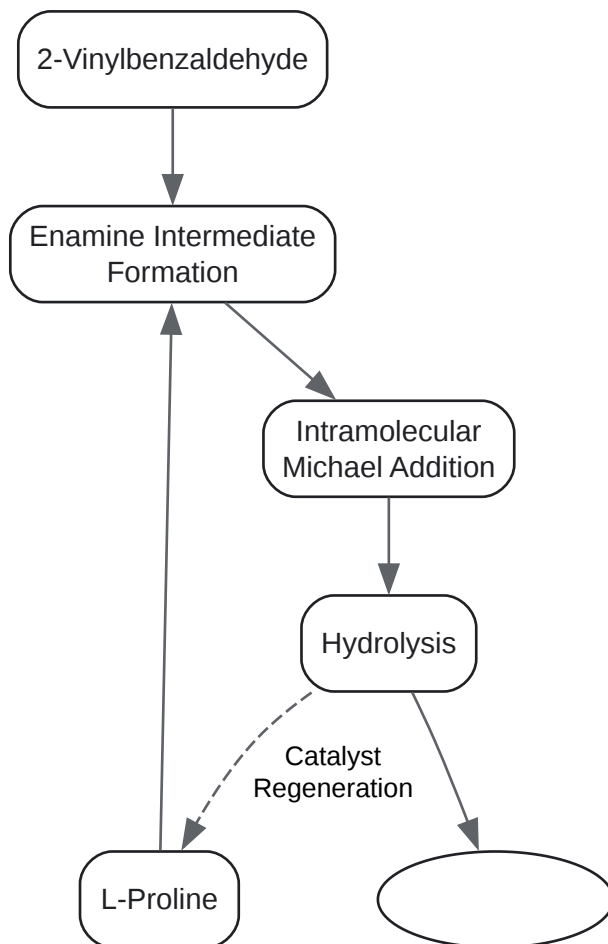 2-Vinylbenzaldehyde
Enamine Intermediate
Formation
Intramolecular
Michael Addition
Hydrolysis
Catalyst
Regeneration
L-Proline